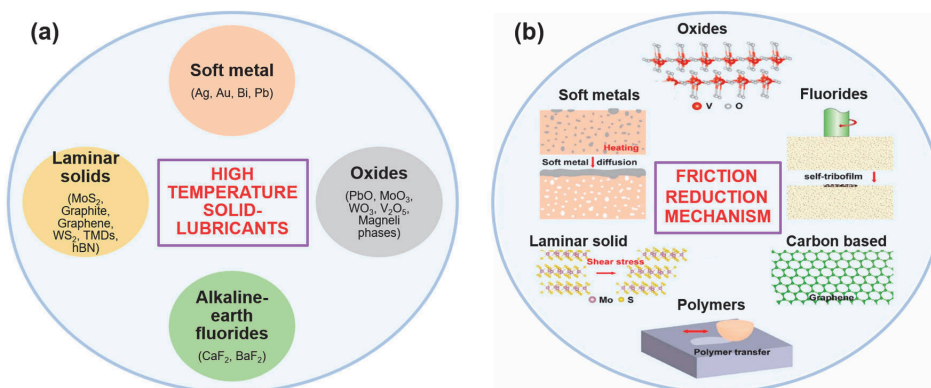 (a)
Soft metal
(Ag, Au, Bi, Pb)
Laminar
solids
(MoS₂,
Graphite,
Graphene,
WS₂, TMDs,
hBN)
HIGH
TEMPERATURE
SOLID-
LUBRICANTS
Oxides
(PbO, MoO₃,
WO₃, V₂O₅,
Magneli
phases)
Alkaline-
earth
fluorides
(CaF₂, BaF₂)
(b)
Oxides
V O
Soft metals
Heating
Soft metal diffusion
Fluorides
self-tribofilm
FRICTION
REDUCTION
MECHANISM
Laminar solid
Shear stress
Mo S
Carbon based
Graphene
Polymers
Polymer transfer